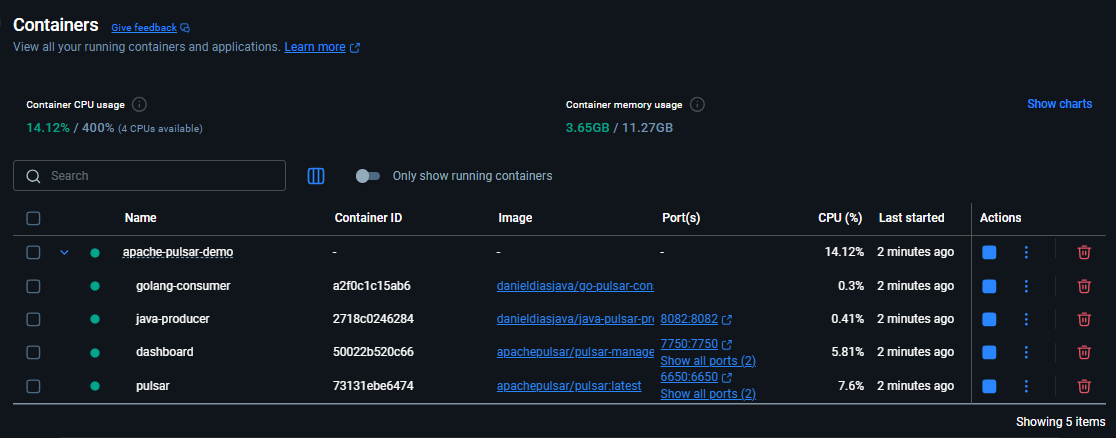 Containers Give feedback
View all your running containers and applications. Learn more
Container CPU usage
14.12% / 400% (4 CPUs available)
Container memory usage
3.65GB / 11.27GB
Show charts
Search
Only show running containers
Name Container ID Image Port(s) CPU (%) Last started Actions
apache-pulsar-demo - - - 14.12% 2 minutes ago
golang-consumer a2f0c1c15ab6 danieldiasjava/go-pulsar-con 0.3% 2 minutes ago
java-producer 2718c0246284 danieldiasjava/java-pulsar-pr 8082:8082 0.41% 2 minutes ago
dashboard 50022b520c66 apachepulsar/pulsar-manage 7750:7750 5.81% 2 minutes ago
Show all ports (2)
pulsar 73131ebe6474 apachepulsar/pulsar:latest 6650:6650 7.6% 2 minutes ago
Show all ports (2)
Showing 5 items